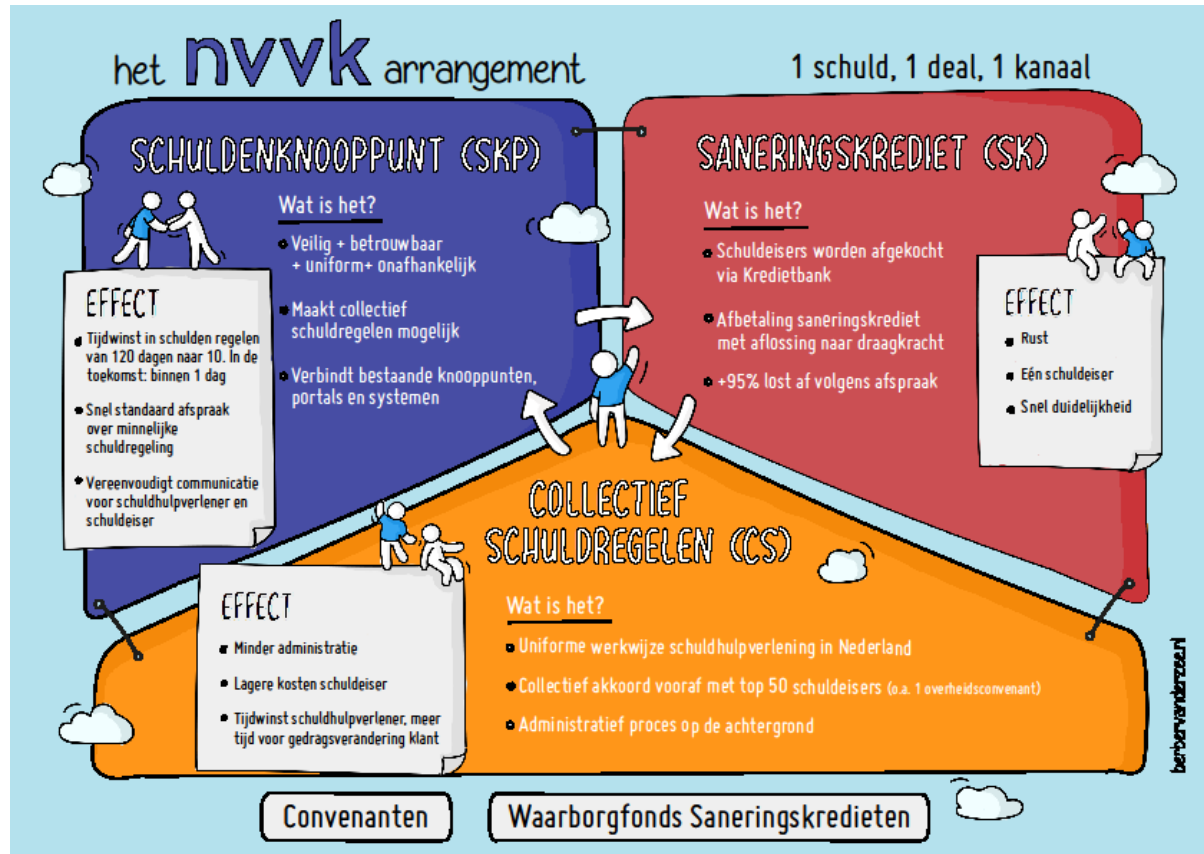 het nvvk arrangement
1 schuld, 1 deal, 1 kanaal
SCHULDENKNOOPPUNT (SKP)
Wat is het?
Veilig + betrouwbaar
+ uniform+ onafhankelijk
Maakt collectief
schuldregelen mogelijk
Verbindt bestaande knooppunten,
portals en systemen
EFFECT
Tijdwinst in schulden regelen
van 120 dagen naar 10. In de
toekomst: binnen 1 dag
Snel standaard afspraak
over minnelijke
schuldregeling
Vereenvoudigt communicatie
voor schuldhulpverlener en
schuldeiser
SANERINGSKREDIET (SK)
Wat is het?
Schuldeisers worden afgekocht
via Kredietbank
Afbetaling saneringskrediet
met aflossing naar draagkracht
+95% lost af volgens afspraak
EFFECT
Rust
Eén schuldeiser
Snel duidelijkheid
COLLECTIEF
SCHULDREGELEN (CS)
Wat is het?
Uniforme werkwijze schuldhulpverlening in Nederland
Collectief akkoord vooraf met top 50 schuldeisers (o.a. 1 overheidsconvenant)
Administratief proces op de achtergrond
EFFECT
Minder administratie
Lagere kosten schuldeiser
Tijdwinst schuldhulpverlener, meer
tijd voor gedragsverandering klant
berbervanderzee.nl
Convenanten
Waarborgfonds Saneringskredieten